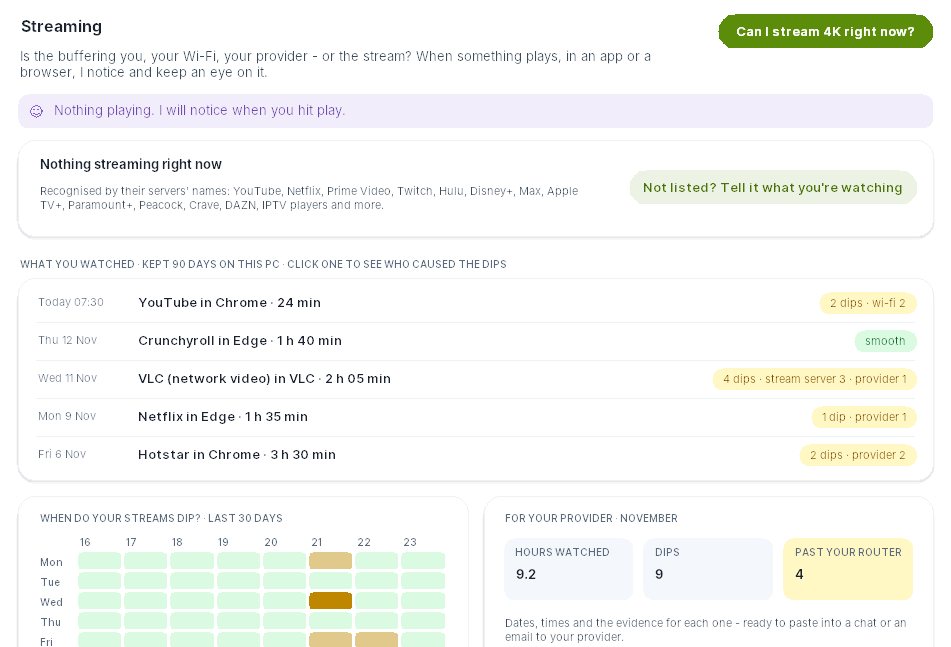 Streaming
Can I stream 4K right now?
Is the buffering you, your Wi-Fi, your provider - or the stream? When something plays, in an app or a
browser, I notice and keep an eye on it.
Nothing playing. I will notice when you hit play.
Nothing streaming right now
Recognised by their servers' names: YouTube, Netflix, Prime Video, Twitch, Hulu, Disney+, Max, Apple
TV+, Paramount+, Peacock, Crave, DAZN, IPTV players and more.
Not listed? Tell it what you're watching
WHAT YOU WATCHED · KEPT 90 DAYS ON THIS PC · CLICK ONE TO SEE WHO CAUSED THE DIPS
Today 07:30 YouTube in Chrome · 24 min 2 dips · wi-fi 2
Thu 12 Nov Crunchyroll in Edge · 1 h 40 min smooth
Wed 11 Nov VLC (network video) in VLC · 2 h 05 min 4 dips · stream server 3 · provider 1
Mon 9 Nov Netflix in Edge · 1 h 35 min 1 dip · provider 1
Fri 6 Nov Hotstar in Chrome · 3 h 30 min 2 dips · provider 2
WHEN DO YOUR STREAMS DIP? · LAST 30 DAYS
16 17 18 19 20 21 22 23
Mon
Tue
Wed
Thu
Fri
FOR YOUR PROVIDER · NOVEMBER
HOURS WATCHED DIPS PAST YOUR ROUTER
9.2 9 4
Dates, times and the evidence for each one - ready to paste into a chat or an
email to your provider.